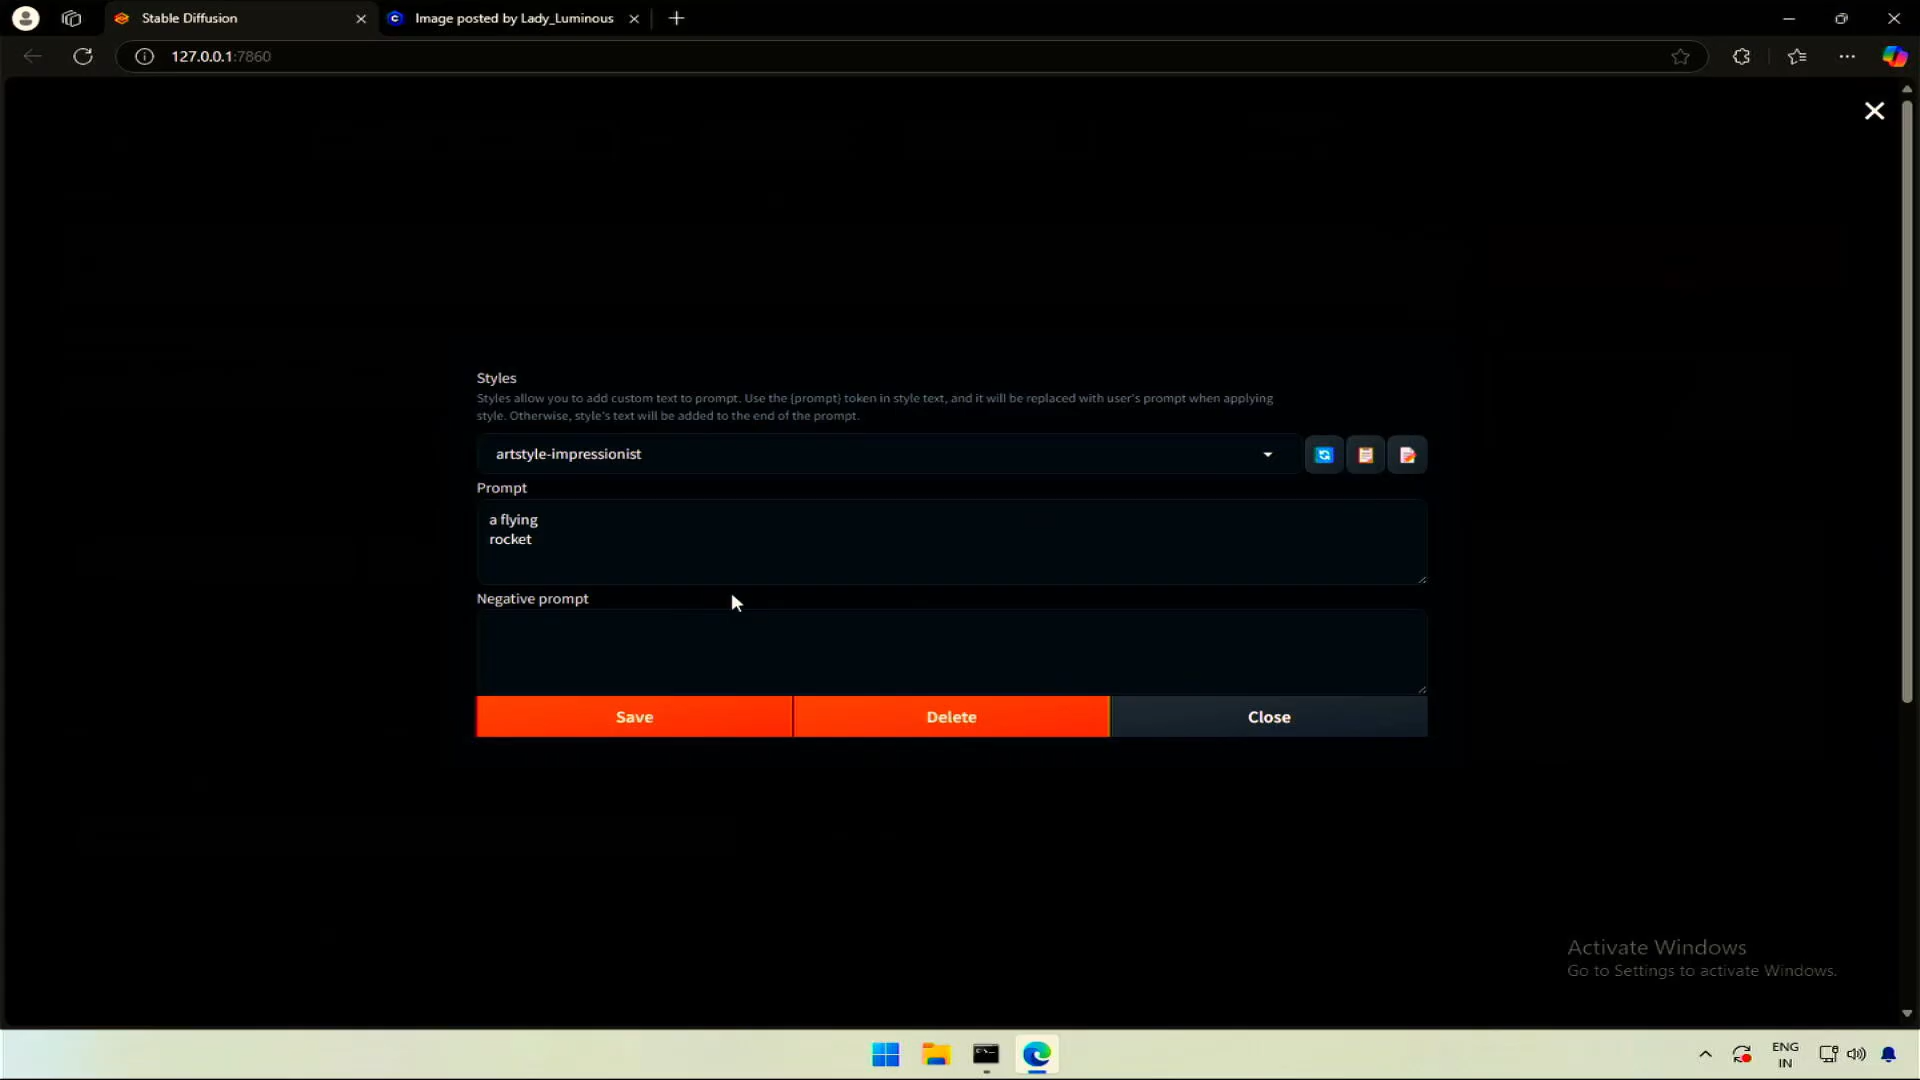 Stable Diffusion
Image posted by Lady_Luminous
127.0.0.1:7860
Styles
Styles allow you to add custom text to prompt. Use the {prompt} token in style text, and it will be replaced with user's prompt when applying
style. Otherwise, style's text will be added to the end of the prompt.
artstyle-impressionist
Prompt
a flying
rocket
Negative prompt
Save
Delete
Close
Activate Windows
Go to Settings to activate Windows.
ENG
IN